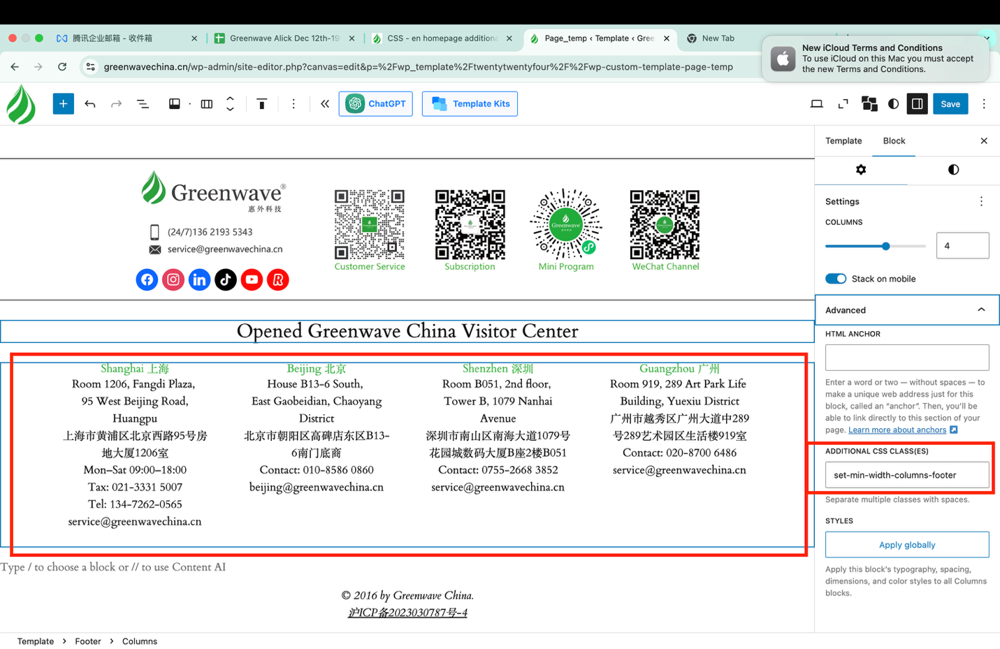 腾讯企业邮箱 - 收件箱
Greenwave Alick Dec 12th-19
CSS - en homepage additiona
Page_temp ‹ Template ‹ Gree
New Tab
New iCloud Terms and Conditions
To use iCloud on this Mac you must accept
the new Terms and Conditions.
greenwavechina.cn/wp-admin/site-editor.php?canvas=edit&p=%2Fwp_template%2Ftwentytwentyfour%2F%2Fwp-custom-template-page-temp
ChatGPT
Template Kits
Save
Template
Block
Greenwave®
惠外科技
(24/7)136 2193 5343
service@greenwavechina.cn
Customer Service
Subscription
Greenwave
Mini Program
WeChat Channel
Settings
COLUMNS
4
Stack on mobile
Advanced
HTML ANCHOR
Enter a word or two — without spaces — to
make a unique web address just for this
block, called an “anchor”. Then, you’ll be
able to link directly to this section of your
page. Learn more about anchors
ADDITIONAL CSS CLASS(ES)
set-min-width-columns-footer
Separate multiple classes with spaces.
STYLES
Apply globally
Apply this block’s typography, spacing,
dimensions, and color styles to all Columns
blocks.
Opened Greenwave China Visitor Center
Shanghai 上海
Room 1206, Fangdi Plaza,
95 West Beijing Road,
Huangpu
上海市黄浦区北京西路95号房
地大厦1206室
Mon–Sat 09:00–18:00
Tax: 021-3331 5007
Tel: 134-7262-0565
service@greenwavechina.cn
Beijing 北京
House B13-6 South,
East Gaobeidian, Chaoyang
District
北京市朝阳区高碑店东区B13-
6南门底商
Contact: 010-8586 0860
beijing@greenwavechina.cn
Shenzhen 深圳
Room B051, 2nd floor,
Tower B, 1079 Nanhai
Avenue
深圳市南山区南海大道1079号
花园城数码大厦B座2楼B051
Contact: 0755-2668 3852
service@greenwavechina.cn
Guangzhou 广州
Room 919, 289 Art Park Life
Building, Yuexiu District
广州市越秀区广州大道中289
号289艺术园区生活楼919室
Contact: 020-8700 6486
service@greenwavechina.cn
Type / to choose a block or // to use Content AI
© 2016 by Greenwave China.
沪ICP备2023030787号-4
Template › Footer › Columns